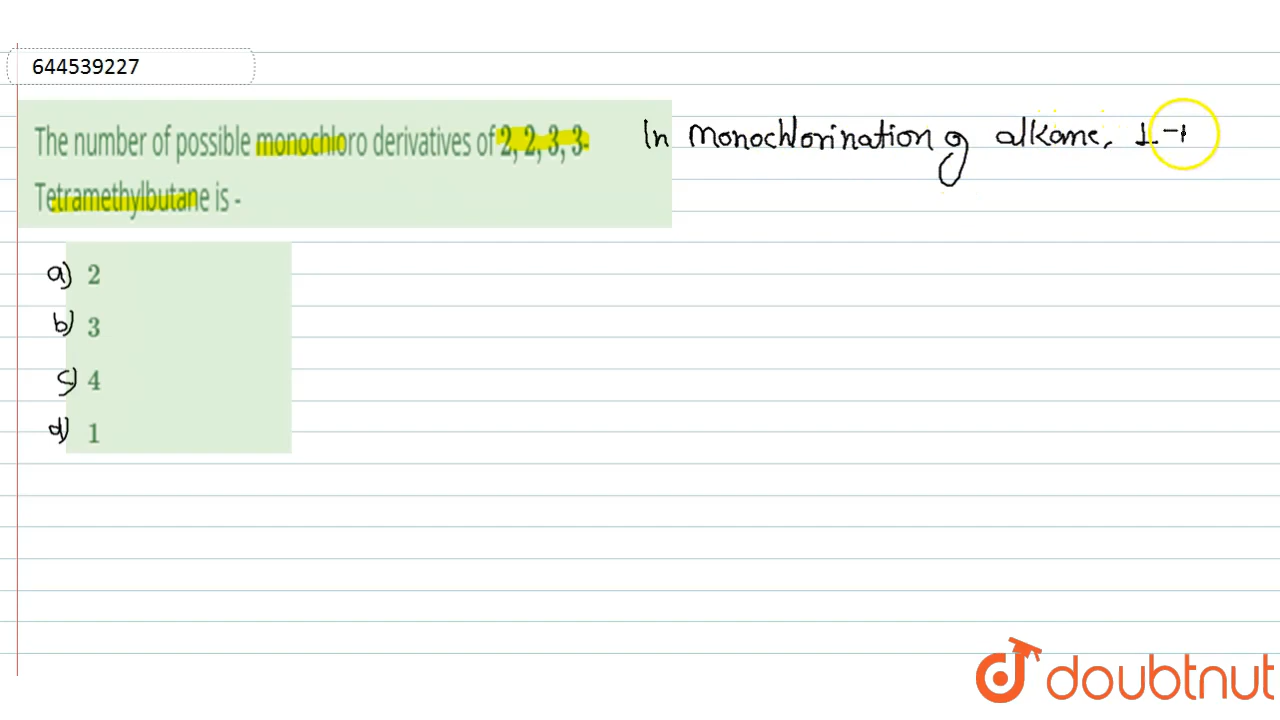 644539227
The number of possible monochloro derivatives of 2, 2, 3, 3-
Tetramethylbutane is -
In monochlorination of alkane, 1-H
a) 2
b) 3
c) 4
d) 1
doubtnut